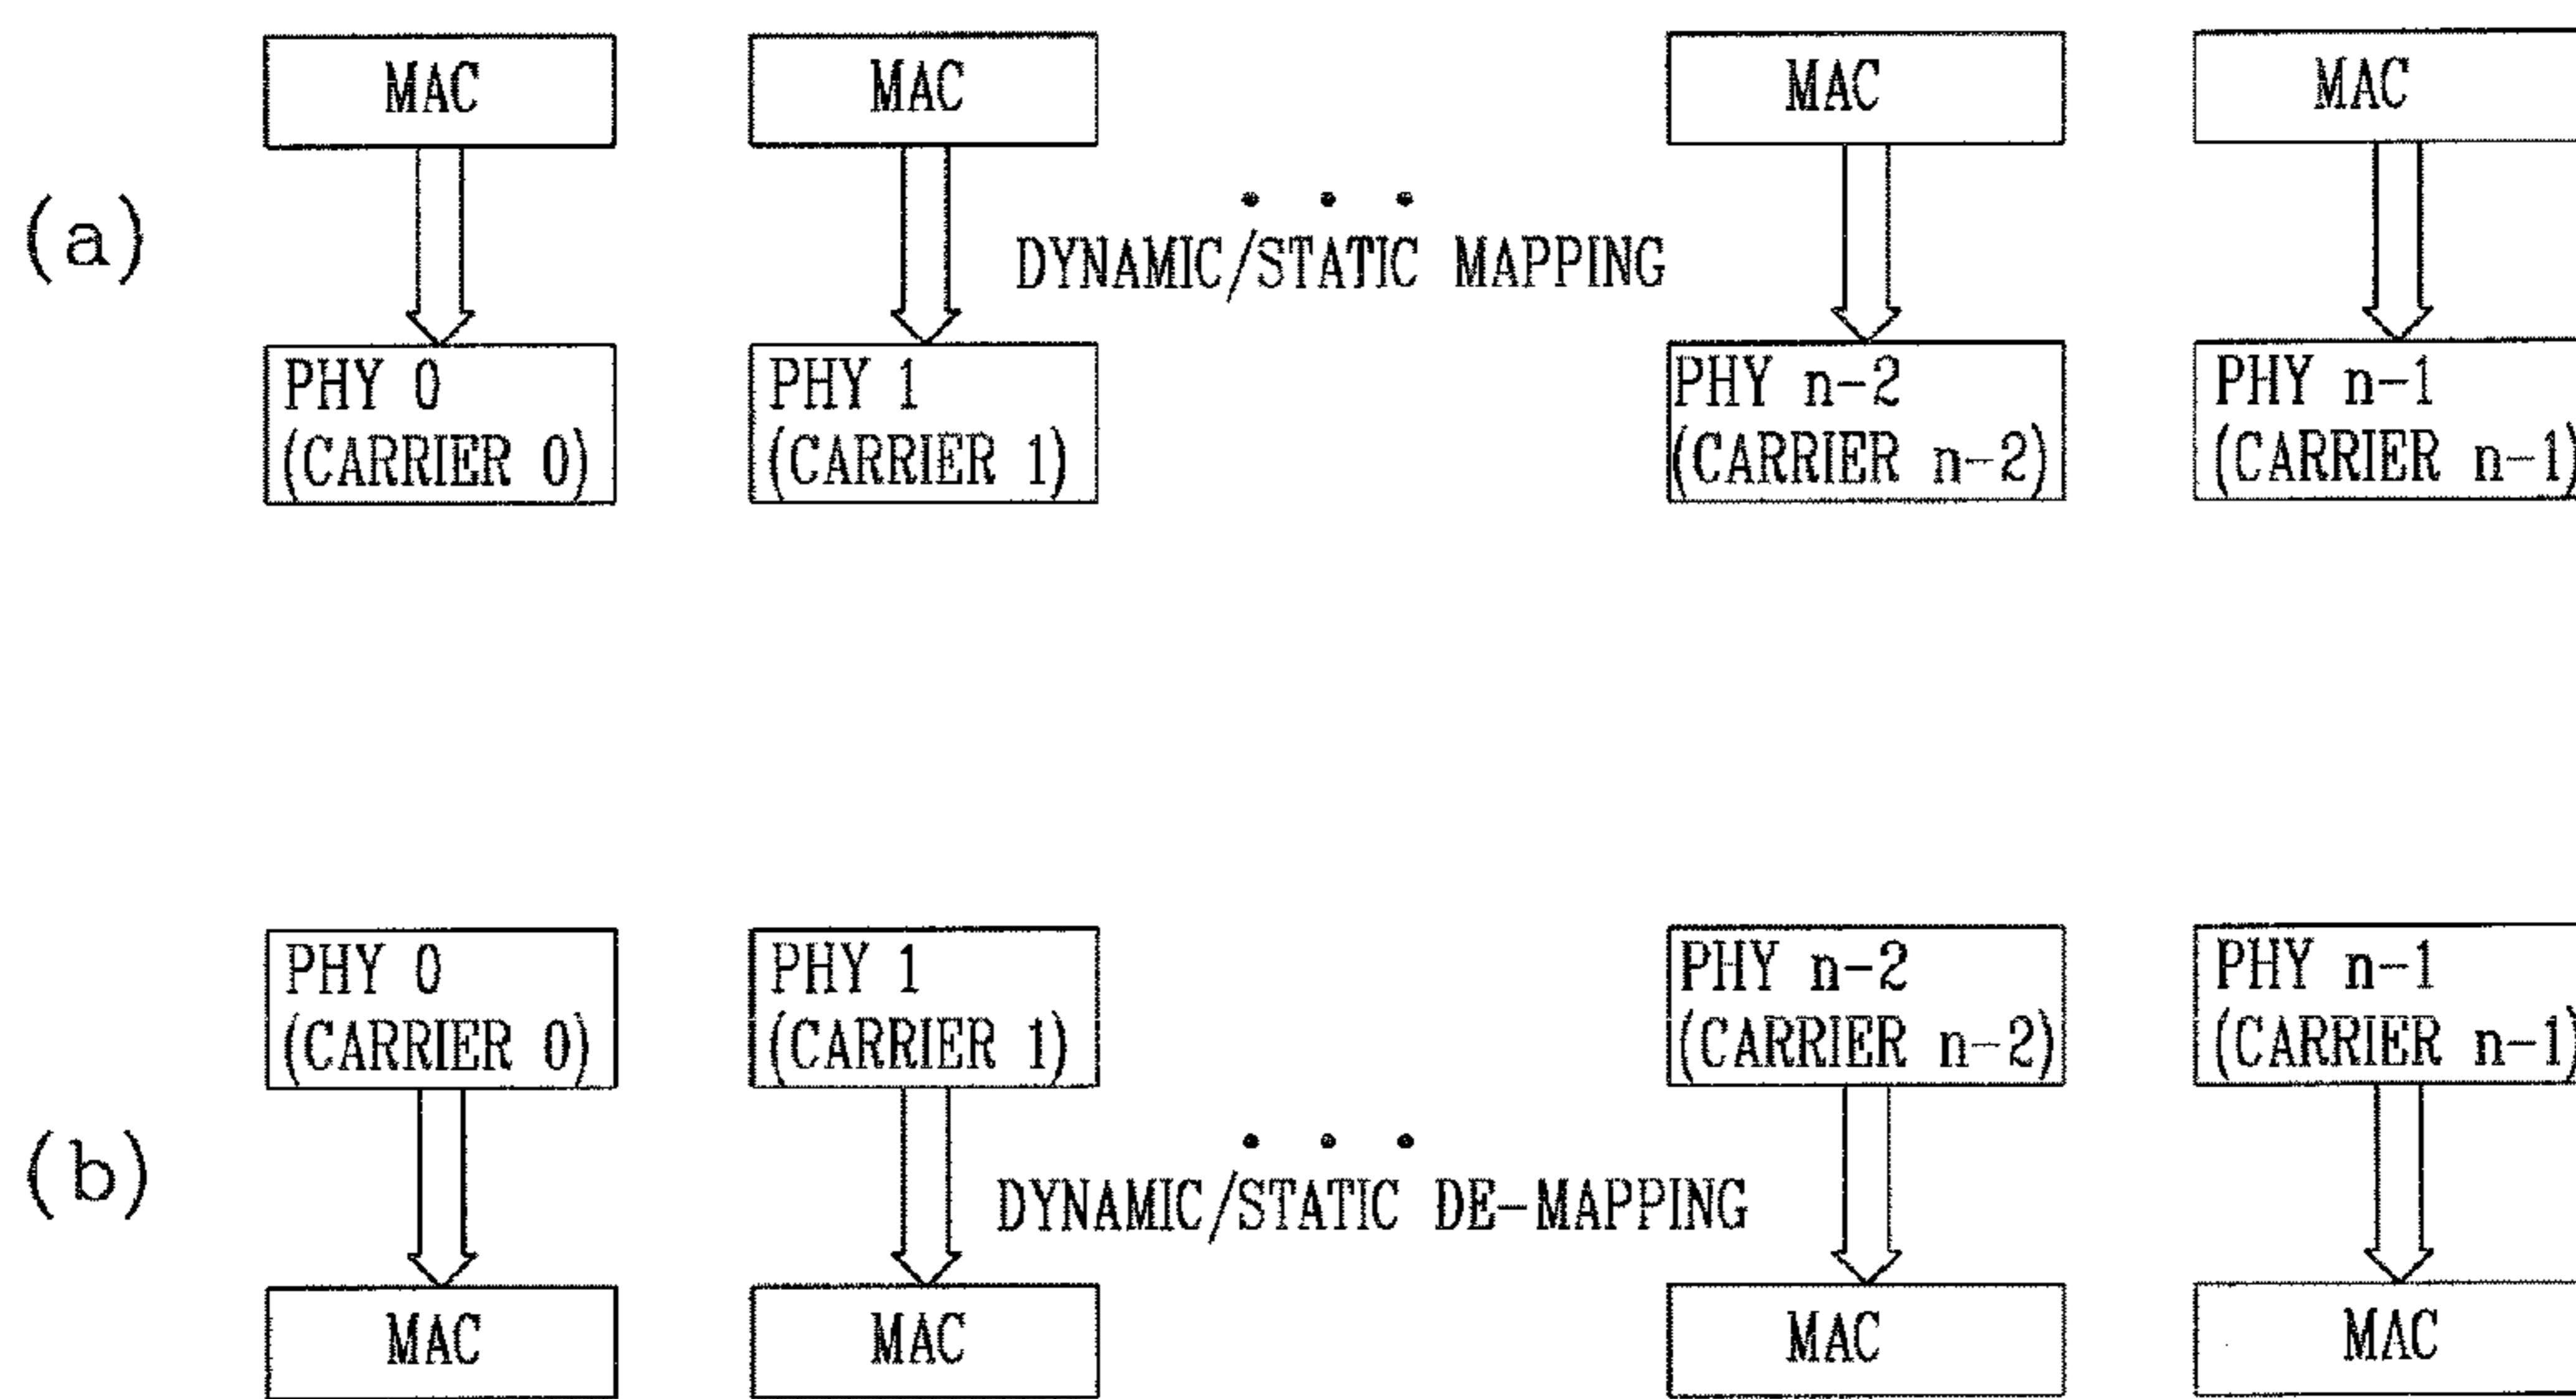 MAC MAC MAC MAC
(a)
• • •
DYNAMIC/STATIC MAPPING
PHY 0 PHY 1 PHY n-2 PHY n-1
(CARRIER 0) (CARRIER 1) (CARRIER n-2) (CARRIER n-1)
PHY 0 PHY 1 PHY n-2 PHY n-1
(CARRIER 0) (CARRIER 1) (CARRIER n-2) (CARRIER n-1)
(b)
• • •
DYNAMIC/STATIC DE-MAPPING
MAC MAC MAC MAC